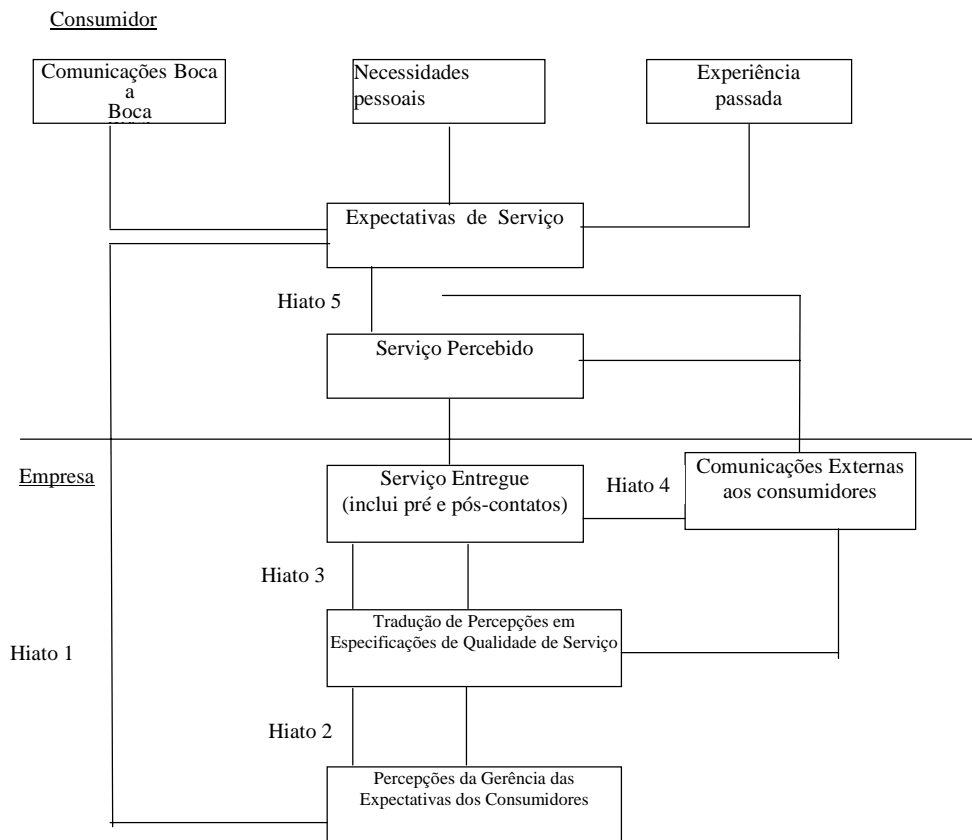 Consumidor
Comunicações Boca
a
Boca
Necessidades
pessoais
Experiência
passada
Expectativas de Serviço
Hiato 5
Serviço Percebido
Empresa
Serviço Entregue
(inclui pré e pós-contatos)
Hiato 4
Comunicações Externas
aos consumidores
Hiato 3
Tradução de Percepções em
Especificações de Qualidade de Serviço
Hiato 1
Hiato 2
Percepções da Gerência das
Expectativas dos Consumidores